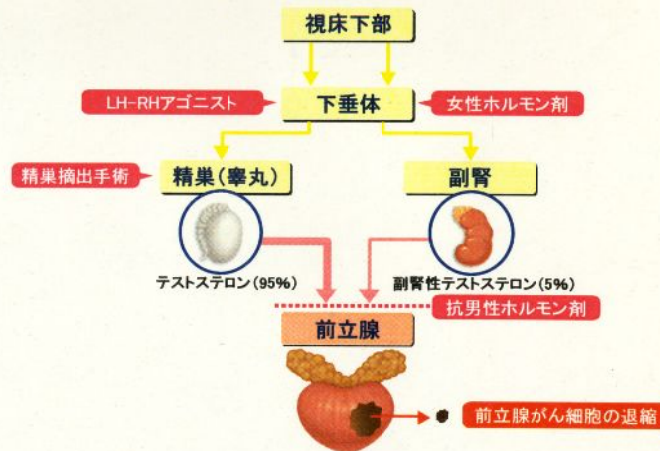 視床下部
LH-RHアゴニスト
下垂体
女性ホルモン剤
精巣摘出手術
精巣(睾丸)
副腎
テストステロン(95%)
副腎性テストステロン(5%)
抗男性ホルモン剤
前立腺
前立腺がん細胞の退縮